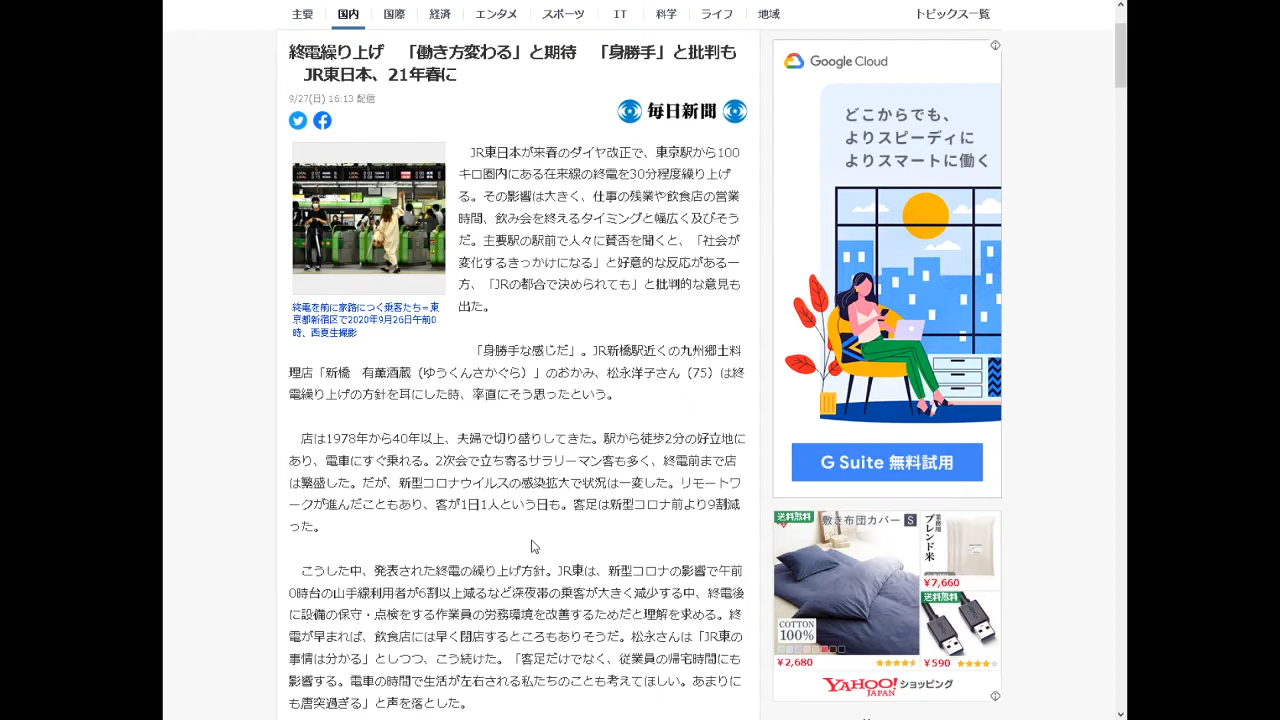 主要 国内 国際 経済 エンタメ スポーツ IT 科学 ライフ 地域 トピックス一覧
終電繰り上げ 「働き方変わる」と期待 「身勝手」と批判も
JR東日本、21年春に
9/27(日) 16:13 配信
毎日新聞
JR東日本が来春のダイヤ改正で、東京駅から100
キロ圏内にある在来線の終電を30分程度繰り上げ
る。その影響は大きく、仕事の残業や飲食店の営業
時間、飲み会を終えるタイミングと幅広く及びそう
だ。主要駅の駅前で人々に賛否を聞くと、「社会が
変化するきっかけになる」と好意的な反応がある一
方、「JRの都合で決められても」と批判的な意見も
出た。
終電を前に家路につく乗客たち＝東
京都新宿区で2020年9月26日午前0
時、西夏生撮影
「身勝手な感じだ」。JR新橋駅近くの九州郷土料
理店「新橋 有薫酒蔵（ゆうくんさかぐら）」のおかみ、松永洋子さん（75）は終
電繰り上げの方針を耳にした時、率直にそう思ったという。
店は1978年から40年以上、夫婦で切り盛りしてきた。駅から徒歩2分の好立地に
あり、電車にすぐ乗れる。2次会で立ち寄るサラリーマン客も多く、終電前まで店
は繁盛した。だが、新型コロナウイルスの感染拡大で状況は一変した。リモートワ
ークが進んだこともあり、客が1日1人という日も。客足は新型コロナ前より9割減
った。
こうした中、発表された終電の繰り上げ方針。JR東は、新型コロナの影響で午前
0時台の山手線利用者が6割以上減るなど深夜帯の乗客が大きく減少する中、終電後
に設備の保守・点検をする作業員の労務環境を改善するためだと理解を求める。終
電が早まれば、飲食店には早く閉店するところもありそうだ。松永さんは「JR東の
事情は分かる」としつつ、こう続けた。「客足だけでなく、従業員の帰宅時間にも
影響する。電車の時間で生活が左右される私たちのことも考えてほしい。あまりに
も唐突過ぎる」と声を落とした。
Google Cloud
どこからでも、
よりスピーディに
よりスマートに働く
G Suite 無料試用
送料無料
敷き布団カバー S
COTTON
100%
¥2,680
業務用
ブレンド米
¥7,660
送料無料
¥590
YAHOO!
JAPAN ショッピング